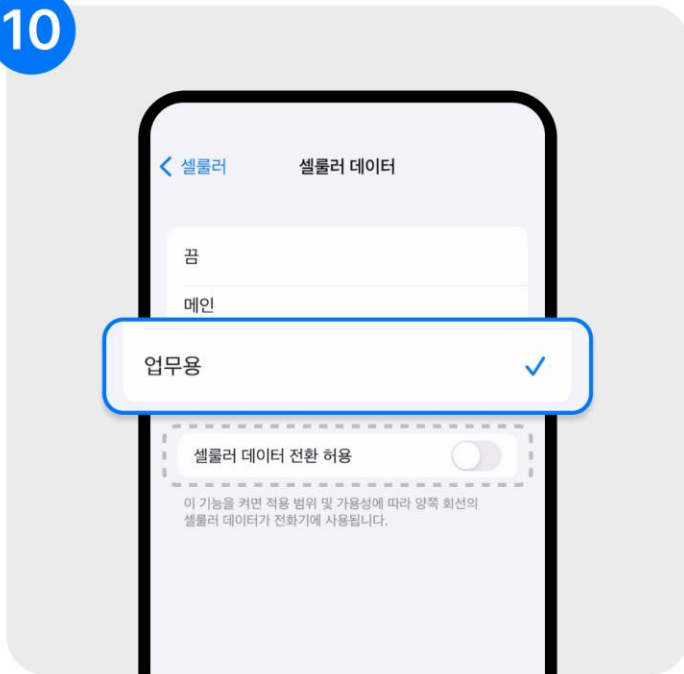 10
셀룰러 셀룰러 데이터
끔
메인
업무용
셀룰러 데이터 전환 허용
이 기능을 켜면 적용 범위 및 가용성에 따라 양쪽 회선의
셀룰러 데이터가 전화기에 사용됩니다.